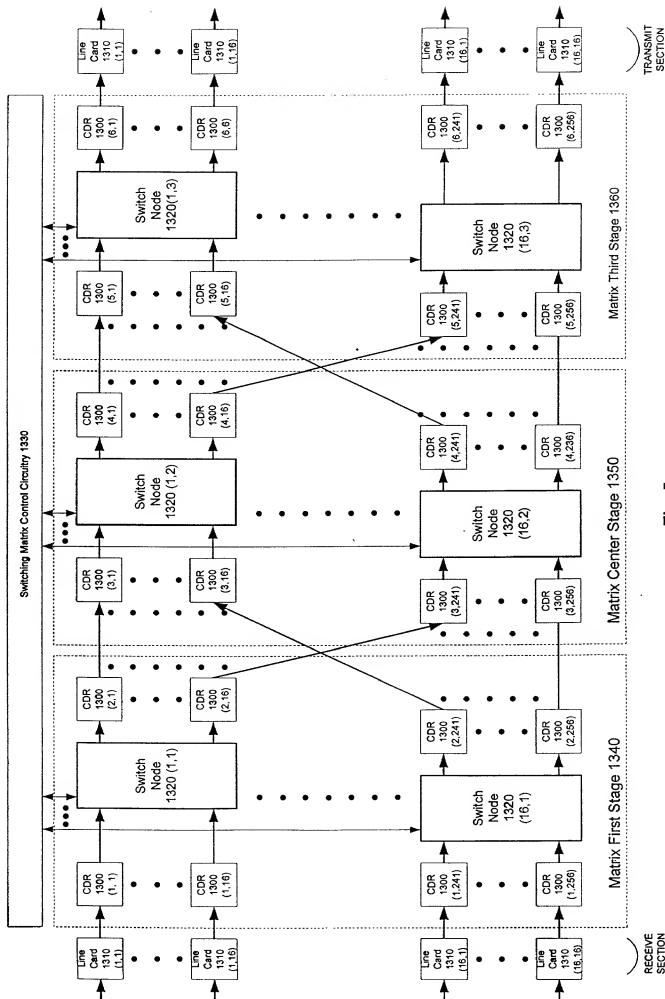 Switching Matrix Control Circuitry 1330
Line
Card
1310
(1,1)
CDR
1300
(1, 1)
Switch
Node
1320 (1,1)
CDR
1300
(2,1)
CDR
1300
(3,1)
Switch
Node
1320 (1,2)
CDR
1300
(4,1)
CDR
1300
(5,1)
Switch
Node
1320(1,3)
CDR
1300
(6,1)
Line
Card
1310
(1,1)
Line
Card
1310
(1,16)
CDR
1300
(1,16)
CDR
1300
(2,16)
CDR
1300
(3,16)
CDR
1300
(4,16)
CDR
1300
(5,16)
CDR
1300
(6,6)
Line
Card
1310
(1,16)
Line
Card
1310
(16,1)
CDR
1300
(1,241)
Switch
Node
1320
(16,1)
CDR
1300
(2,241)
CDR
1300
(3,241)
Switch
Node
1320
(16,2)
CDR
1300
(4,241)
CDR
1300
(5,241)
Switch
Node
1320
(16,3)
CDR
1300
(6,241)
Line
Card
1310
(16,1)
Line
Card
1310
(16,16)
CDR
1300
(1,256)
CDR
1300
(2,256)
CDR
1300
(3,256)
CDR
1300
(4,236)
CDR
1300
(5,256)
CDR
1300
(6,256)
Line
Card
1310
(16,16)
Matrix First Stage 1340
Matrix Center Stage 1350
Matrix Third Stage 1360
RECEIVE
SECTION
TRANSMIT
SECTION